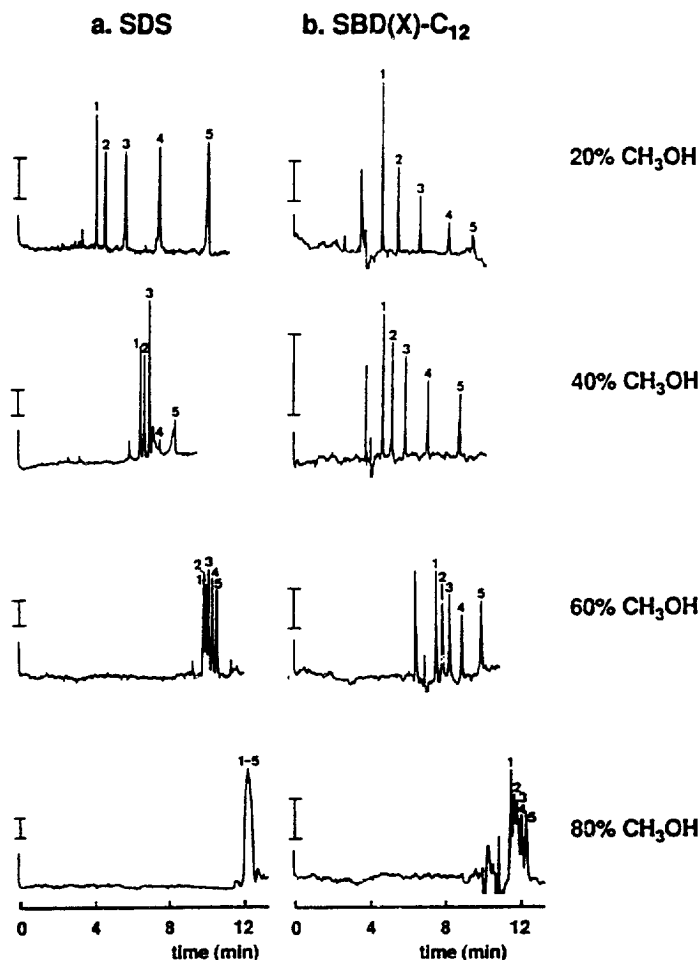 a. SDS
b. SBD(X)-C12
1 2 3 4 5
1 2 3 4 5
20% CH3OH
1 2 3 4 5
1 2 3 4 5
40% CH3OH
2 1 3 4 5
1 2 3 4 5
60% CH3OH
1-5
1 2 3 4 5
80% CH3OH
0 4 8 12
0 4 8 12
time (min)
time (min)